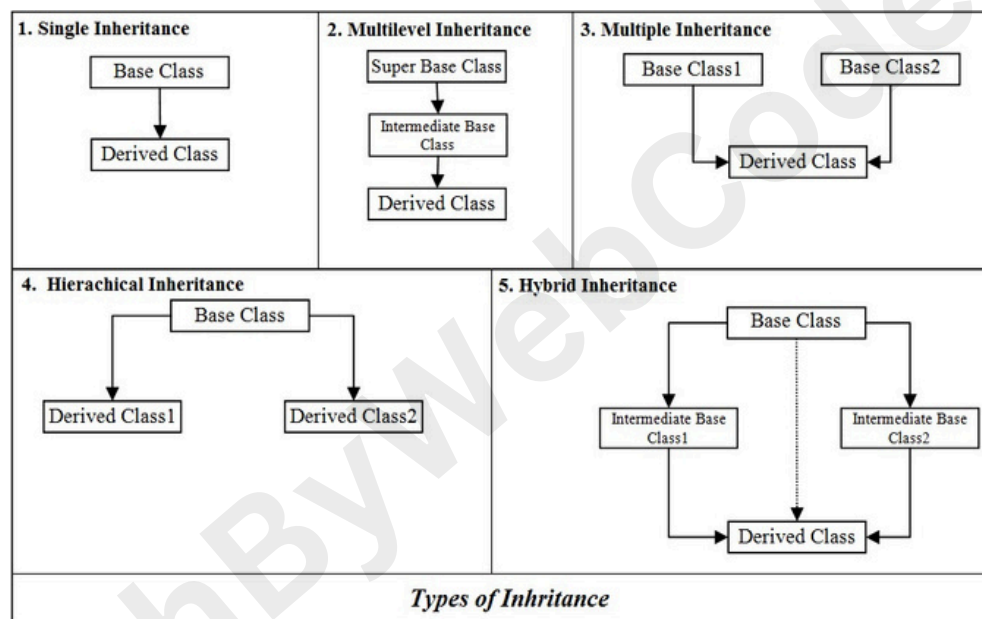 1. Single Inheritance
Base Class
Derived Class
2. Multilevel Inheritance
Super Base Class
Intermediate Base
Class
Derived Class
3. Multiple Inheritance
Base Class1
Base Class2
Derived Class
4. Hierachical Inheritance
Base Class
Derived Class1
Derived Class2
5. Hybrid Inheritance
Base Class
Intermediate Base
Class1
Intermediate Base
Class2
Derived Class
Types of Inhritance
hByWebCode